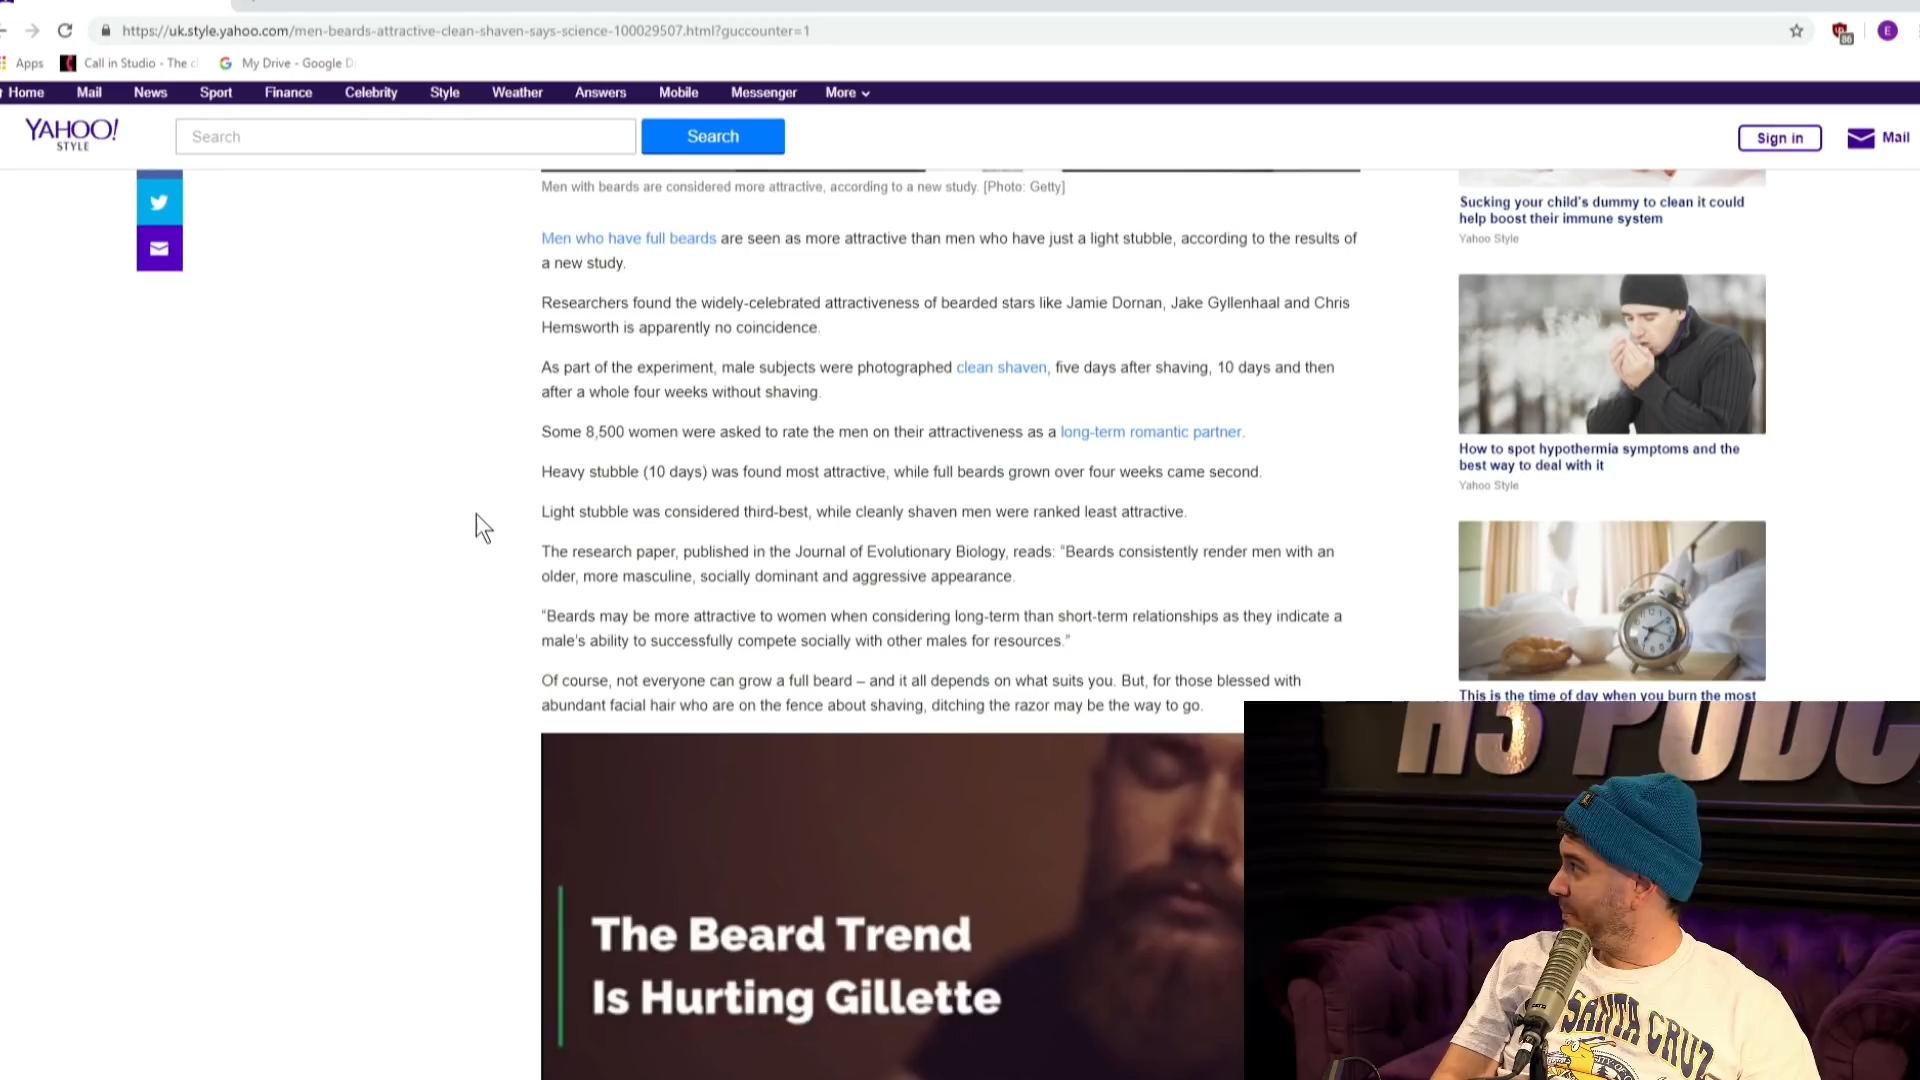 https://uk.style.yahoo.com/men-beards-attractive-clean-shaven-says-science-100029507.html?guccounter=1
Apps
Call in Studio - The c
My Drive - Google D
Home
Mail
News
Sport
Finance
Celebrity
Style
Weather
Answers
Mobile
Messenger
More
YAHOO!
STYLE
Search
Search
Sign in
Mail
Men with beards are considered more attractive, according to a new study. [Photo: Getty]
Men who have full beards are seen as more attractive than men who have just a light stubble, according to the results of
a new study.
Researchers found the widely-celebrated attractiveness of bearded stars like Jamie Dornan, Jake Gyllenhaal and Chris
Hemsworth is apparently no coincidence.
As part of the experiment, male subjects were photographed clean shaven, five days after shaving, 10 days and then
after a whole four weeks without shaving.
Some 8,500 women were asked to rate the men on their attractiveness as a long-term romantic partner.
Heavy stubble (10 days) was found most attractive, while full beards grown over four weeks came second.
Light stubble was considered third-best, while cleanly shaven men were ranked least attractive.
The research paper, published in the Journal of Evolutionary Biology, reads: “Beards consistently render men with an
older, more masculine, socially dominant and aggressive appearance.
“Beards may be more attractive to women when considering long-term than short-term relationships as they indicate a
male's ability to successfully compete socially with other males for resources.”
Of course, not everyone can grow a full beard – and it all depends on what suits you. But, for those blessed with
abundant facial hair who are on the fence about shaving, ditching the razor may be the way to go.
The Beard Trend
Is Hurting Gillette
Sucking your child's dummy to clean it could
help boost their immune system
Yahoo Style
How to spot hypothermia symptoms and the
best way to deal with it
Yahoo Style
This is the time of day when you burn the most
H3 PODC
SANTA CRUZ